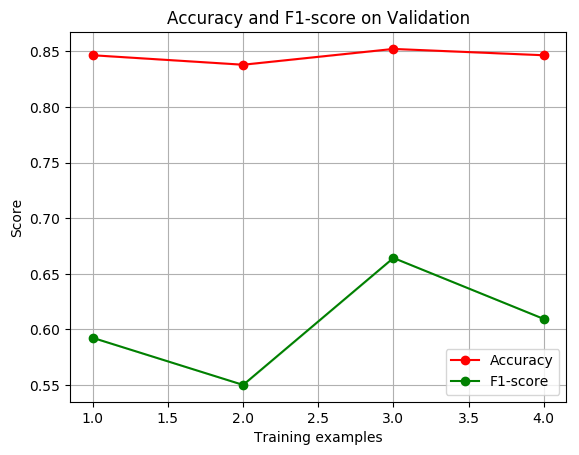 Accuracy and F1-score on Validation
Score
0.85
0.80
0.75
0.70
0.65
0.60
0.55
Accuracy
F1-score
1.0 1.5 2.0 2.5 3.0 3.5 4.0
Training examples